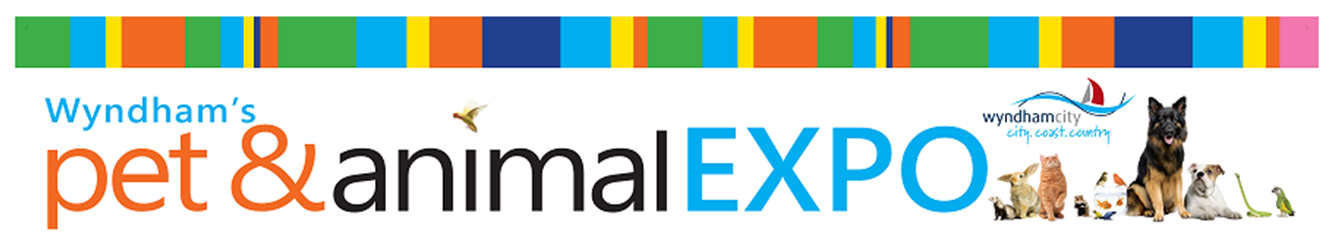 Wyndham's
pet & animal EXPO
wyndhamcity
city. coast. country